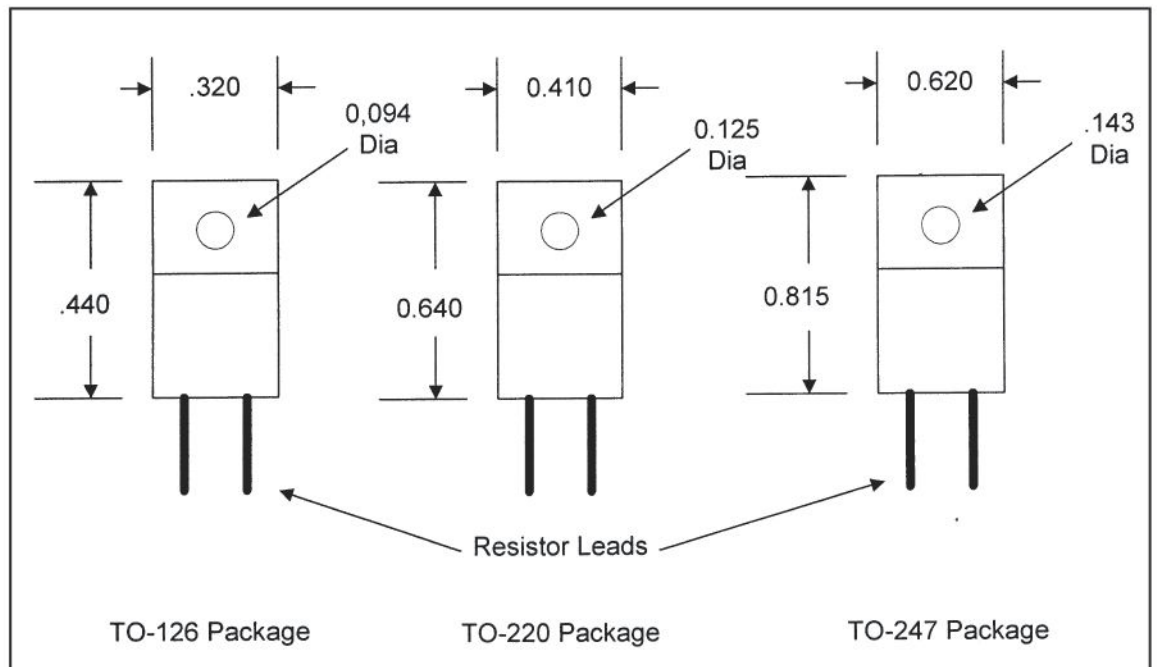 .320
0,094
Dia
.440
0.410
0.125
Dia
0.640
0.620
.143
Dia
0.815
Resistor Leads
TO-126 Package
TO-220 Package
TO-247 Package